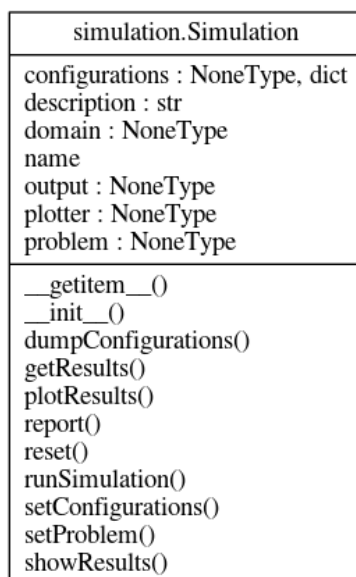 simulation.Simulation
configurations : NoneType, dict
description : str
domain : NoneType
name
output : NoneType
plotter : NoneType
problem : NoneType
__getitem__()
__init__()
dumpConfigurations()
getResults()
plotResults()
report()
reset()
runSimulation()
setConfigurations()
setProblem()
showResults()